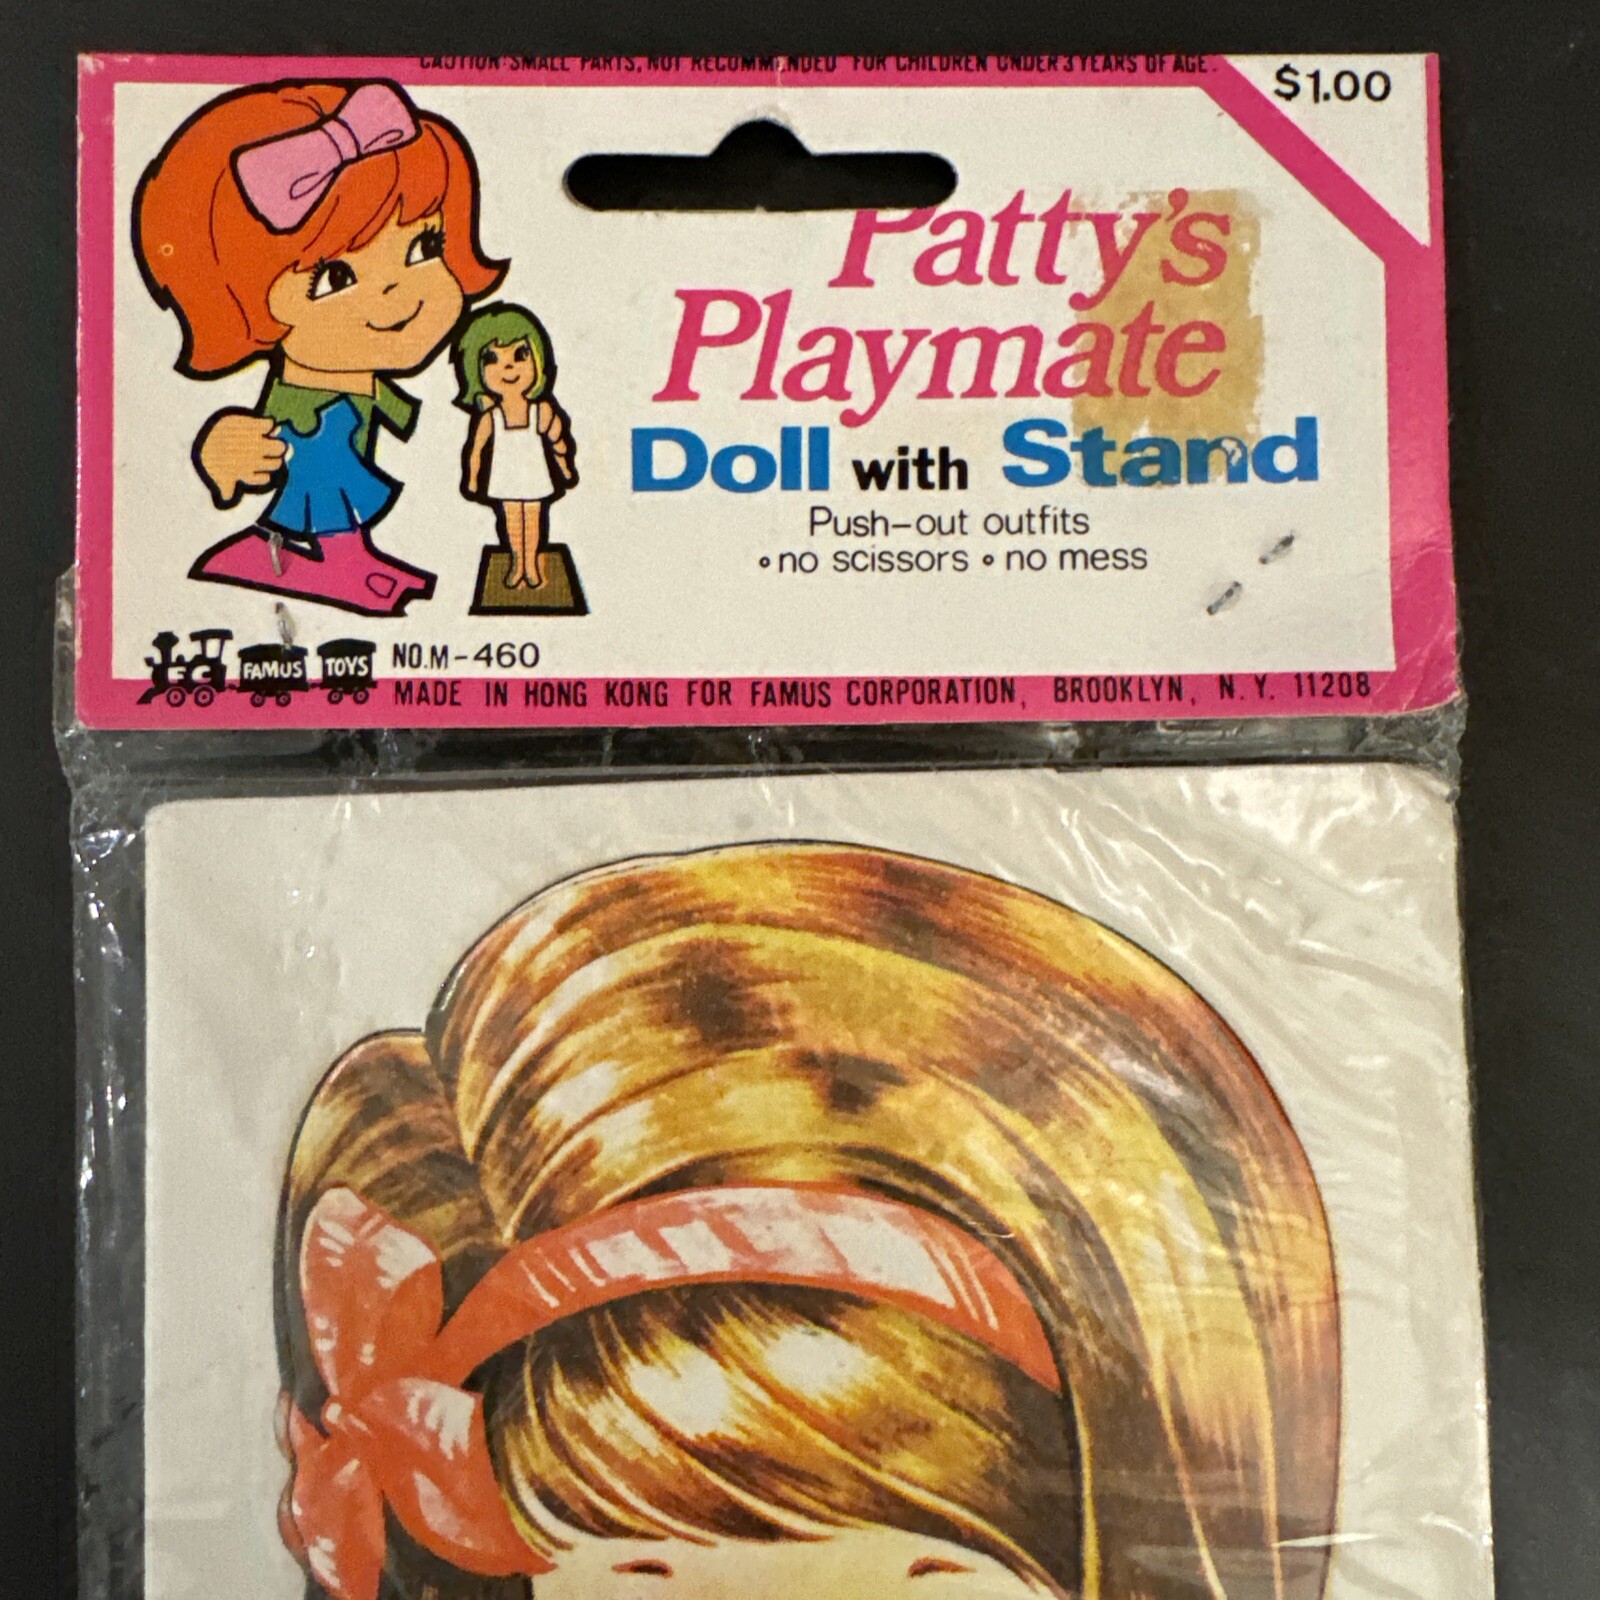 CAUTION: SMALL PARTS, NOT RECOMMENDED FOR CHILDREN UNDER 3 YEARS OF AGE.
$1.00
Patty's
Playmate
Doll with Stand
Push-out outfits
• no scissors • no mess
FC FAMUS TOYS NO.M-460
MADE IN HONG KONG FOR FAMUS CORPORATION, BROOKLYN, N.Y. 11208